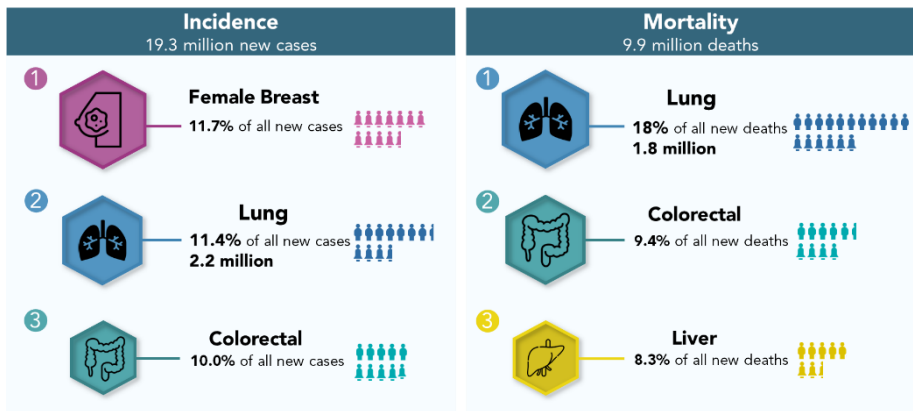 Incidence
19.3 million new cases
1
Female Breast
11.7% of all new cases
2
Lung
11.4% of all new cases
2.2 million
3
Colorectal
10.0% of all new cases
Mortality
9.9 million deaths
1
Lung
18% of all new deaths
1.8 million
2
Colorectal
9.4% of all new deaths
3
Liver
8.3% of all new deaths